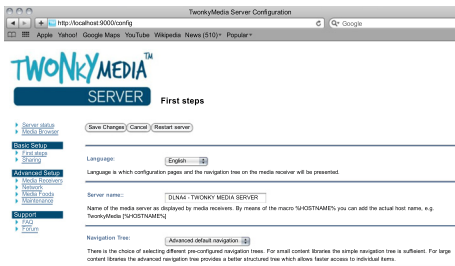 TwonkyMedia Server Configuration
http://localhost:9000/config
Google
Apple Yahoo! Google Maps YouTube Wikipedia News (510) Popular
TWONKYMEDIA™
SERVER
First steps
Server status
Media Browser
Basic Setup
First steps
Sharing
Advanced Setup
Media Receivers
Network
Media Feeds
Maintenance
Support
FAQ
Forum
Save Changes Cancel Restart server
Language:
English
Language is which configuration pages and the navigation tree on the media receiver will be presented.
Server name::
DLNA4 - TWONKY MEDIA SERVER
Name of the media server as displayed by media receivers. By means of the macro %HOSTNAME% you can add the actual host name, e.g.
TwonkyMedia [%HOSTNAME%]
Navigation Tree:
Advanced default navigation
There is the choice of selecting different pre-configured navigation trees. For small content libraries the simple navigation tree is suffieint. For large
content libraries the advanced navigation tree provides a better structured tree which allows faster access to individual items.